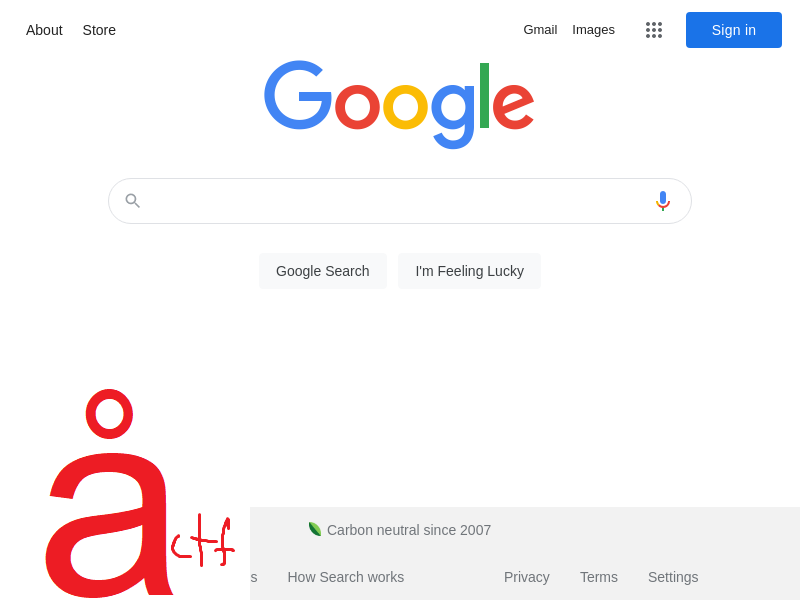 About Store Gmail Images Sign in
Google
Google Search I'm Feeling Lucky
å
ctf
Carbon neutral since 2007
How Search works Privacy Terms Settings